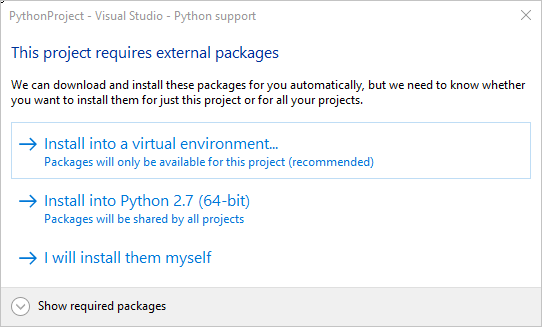 PythonProject - Visual Studio - Python support
This project requires external packages
We can download and install these packages for you automatically, but we need to know whether
you want to install them for just this project or for all your projects.
Install into a virtual environment...
Packages will only be available for this project (recommended)
Install into Python 2.7 (64-bit)
Packages will be shared by all projects
I will install them myself
Show required packages